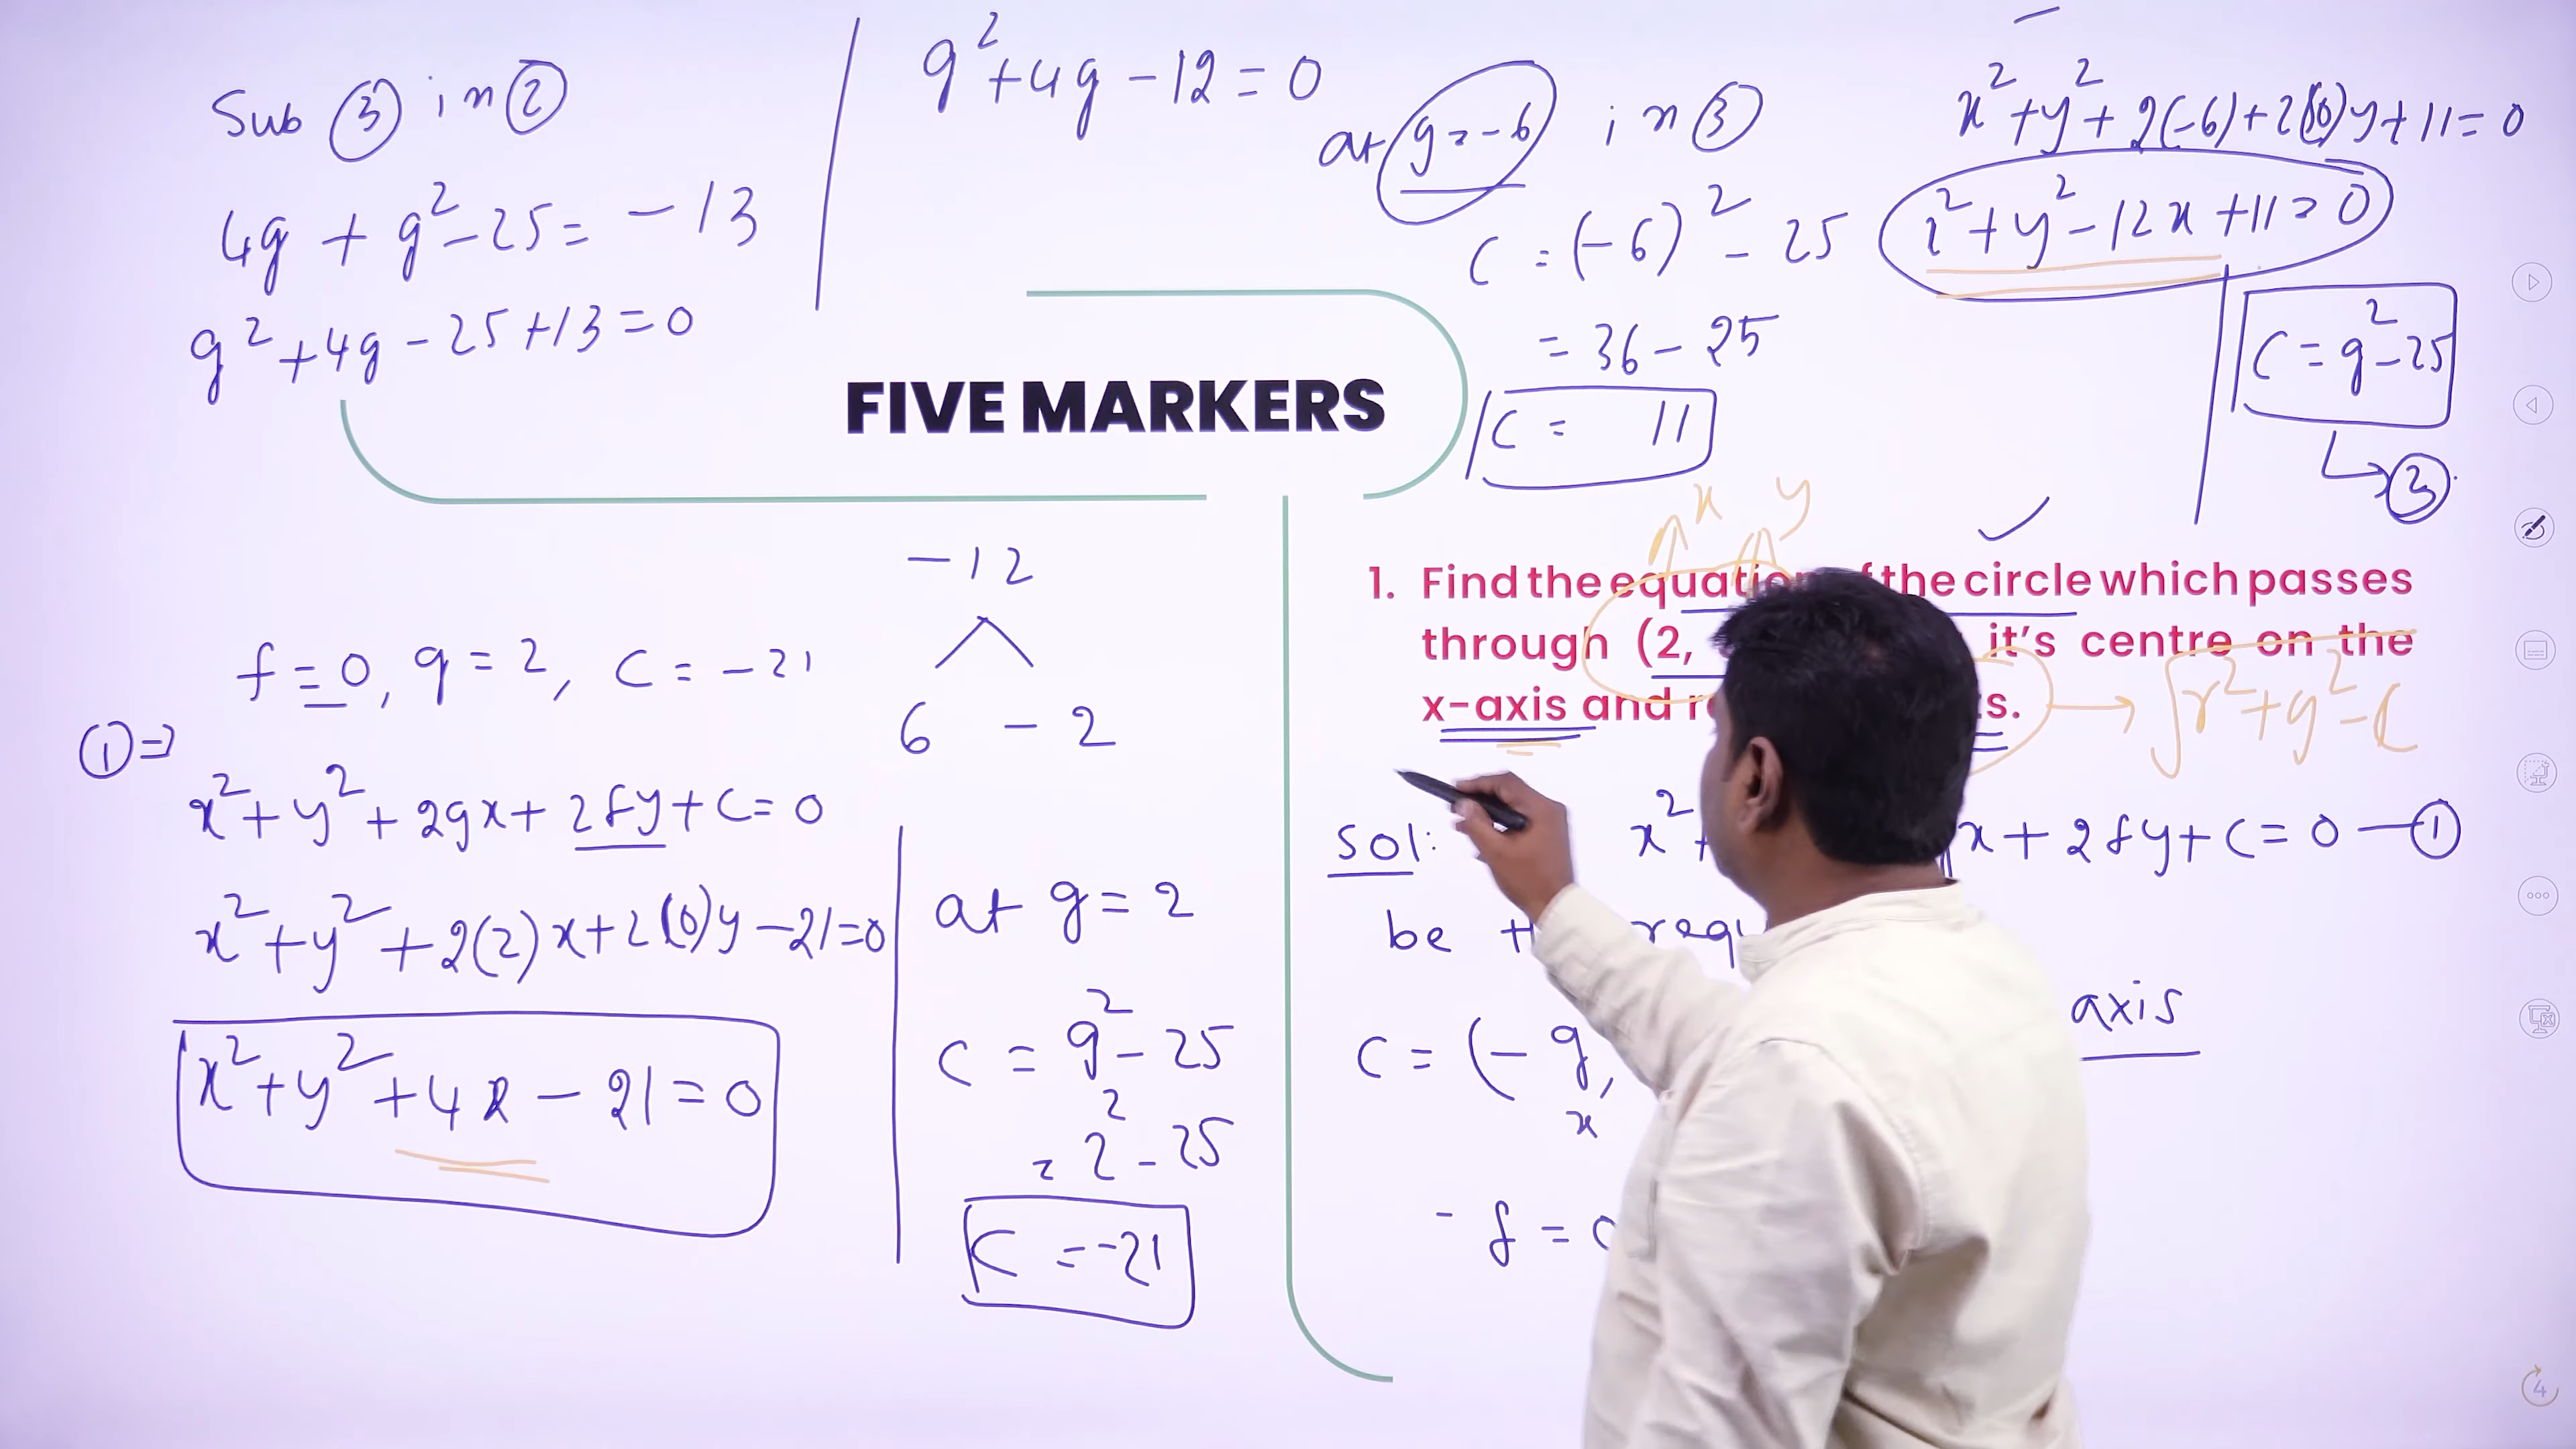 Sub ③ in ②
4g + g² - 25 = - 13
g² + 4g - 25 + 13 = 0
g² + 4g - 12 = 0
at g = - 6 in ③
C = (- 6)² - 25
= 36 - 25
C = 11
x² + y² + 2(-6) + 2(0)y + 11 = 0
x² + y² - 12x + 11 = 0
C = g² - 25
③
FIVE MARKERS
-12
6 - 2
f = 0, g = 2, C = -21
① ⇒
x² + y² + 2gx + 2fy + C = 0
x² + y² + 2(2)x + 2(0)y - 21 = 0
x² + y² + 4x - 21 = 0
at g = 2
C = g² - 25
= 2² - 25
C = -21
x y
1. Find the equation of the circle which passes
through (2, it's centre on the
x-axis and
√r² + g² - C
Sol: x² + x + 2fy + C = 0 — ①
be
C = (- g,
x
axis
- f = 0
4